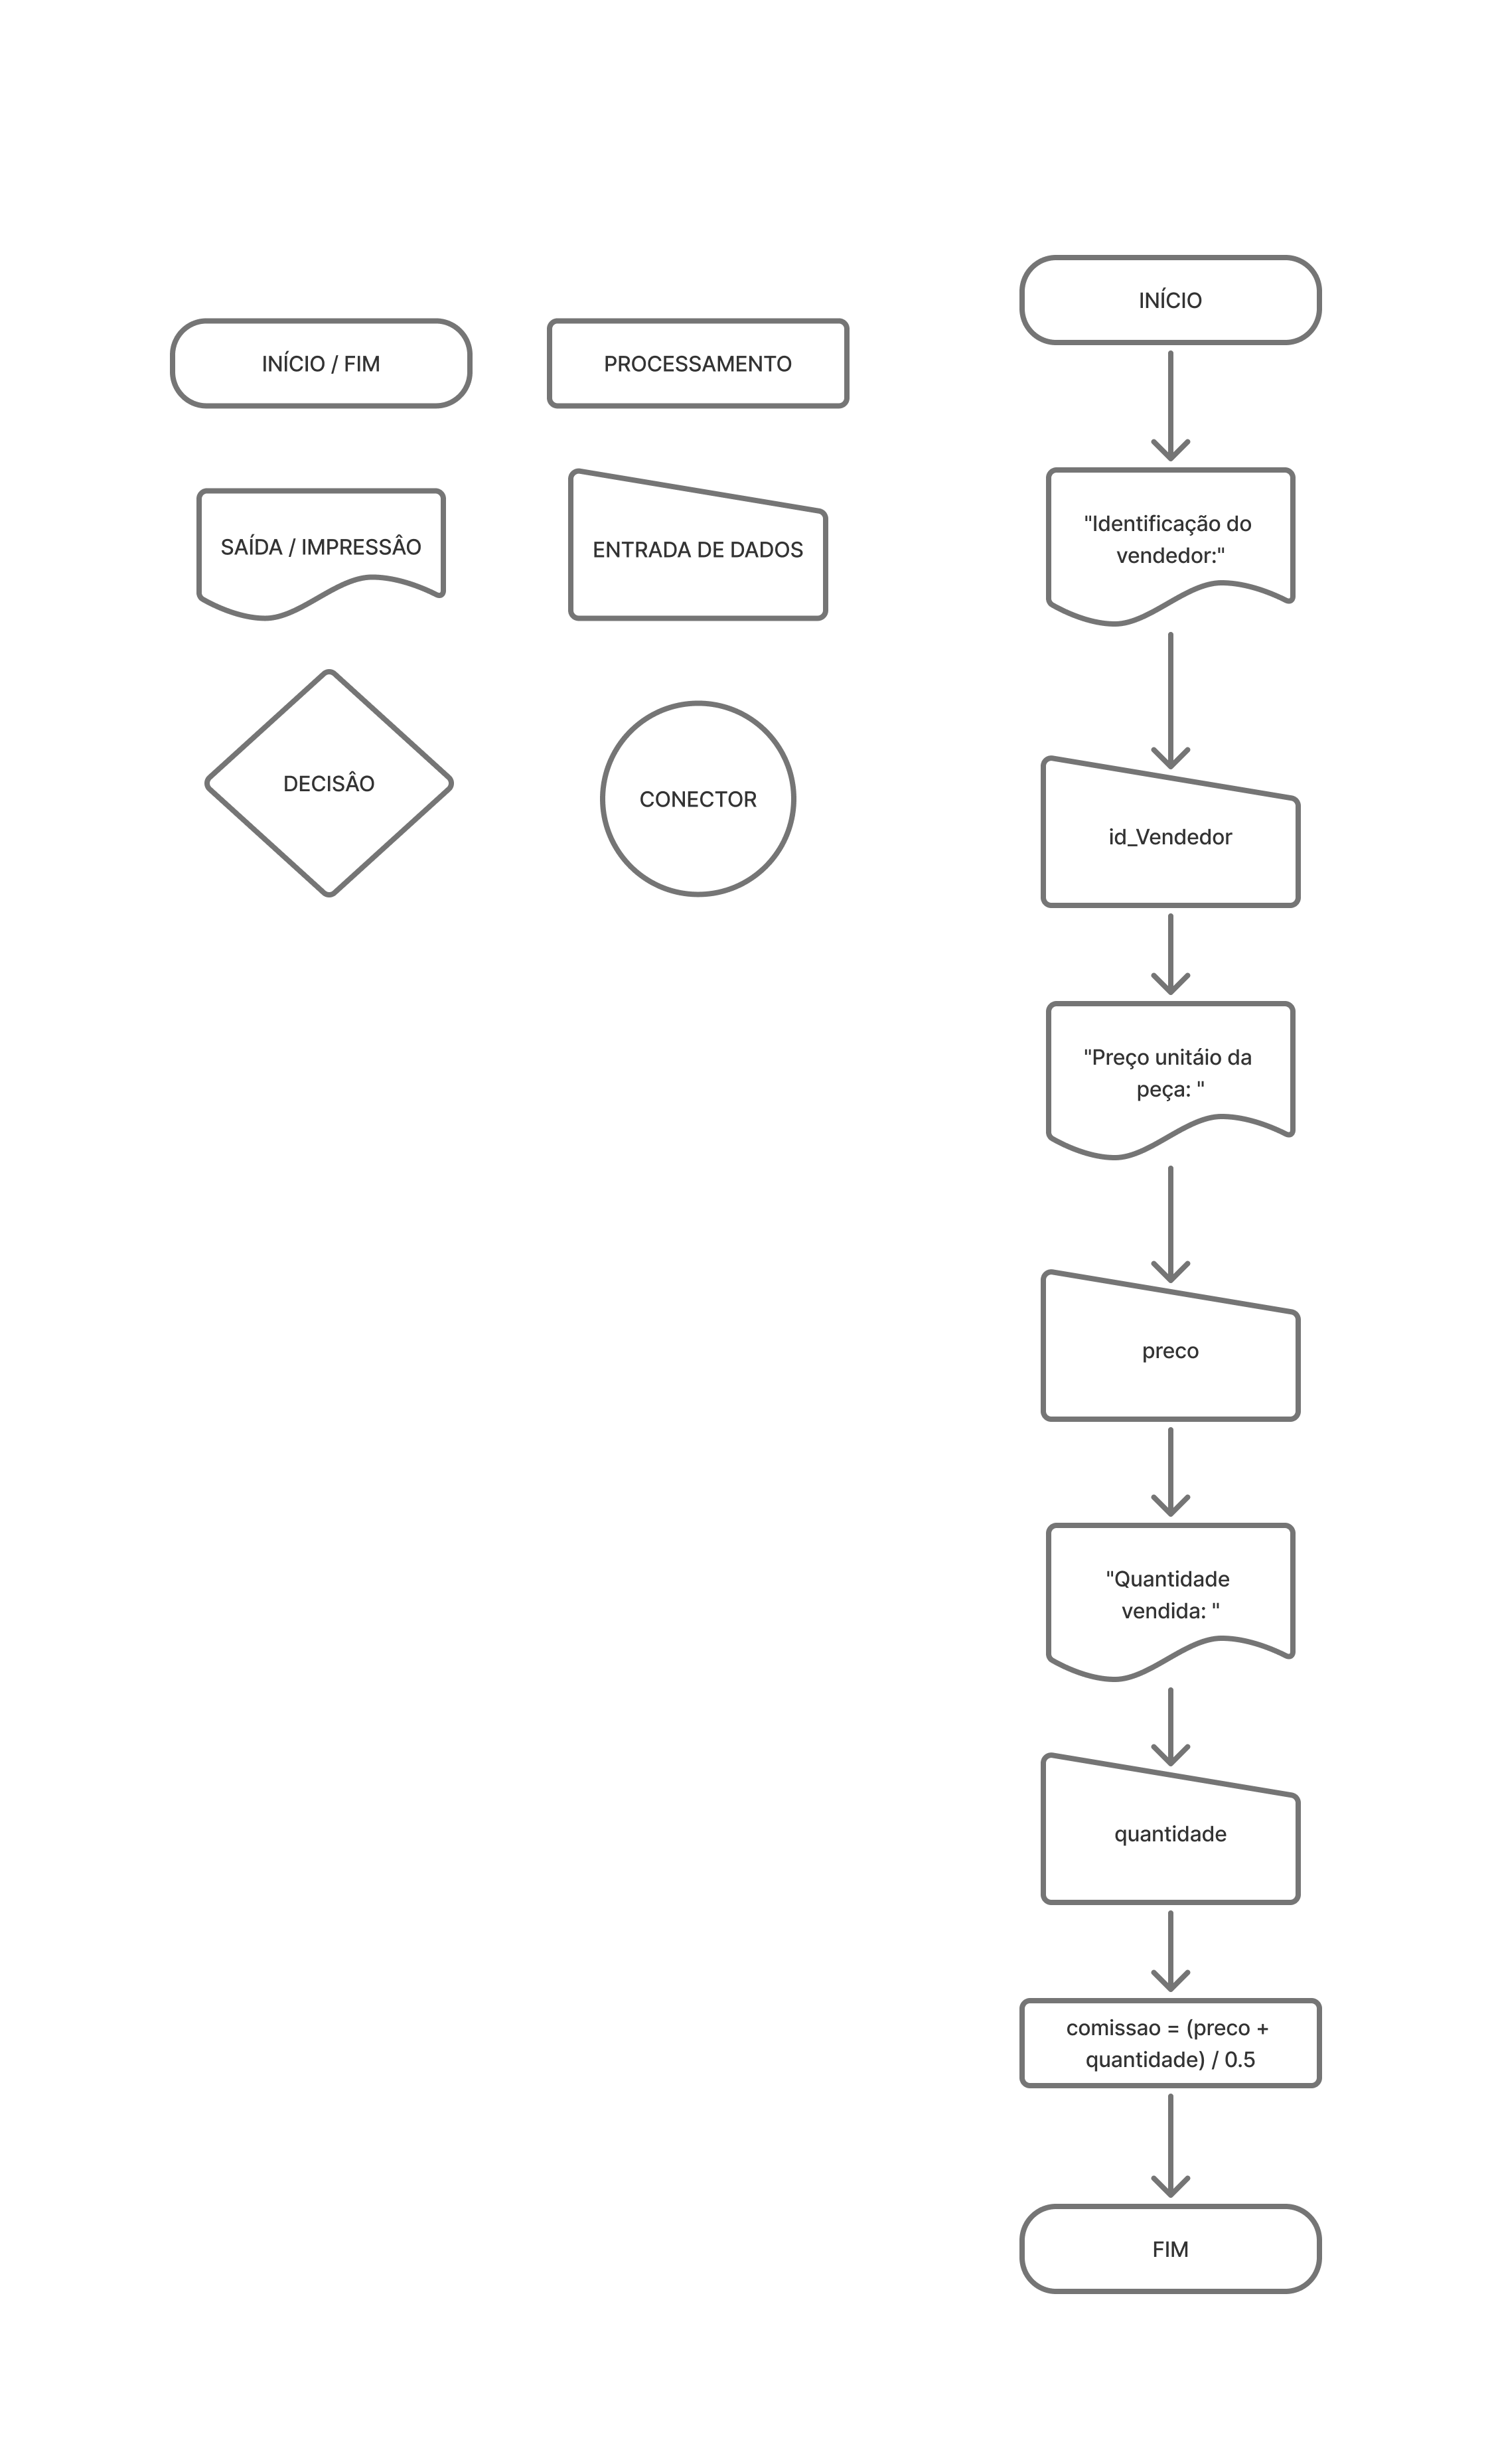 INÍCIO / FIM
PROCESSAMENTO
SAÍDA / IMPRESSÂO
ENTRADA DE DADOS
DECISÂO
CONECTOR
INÍCIO
"Identificação do
vendedor:"
id_Vendedor
"Preço unitáio da
peça: "
preco
"Quantidade
vendida: "
quantidade
comissao = (preco +
quantidade) / 0.5
FIM